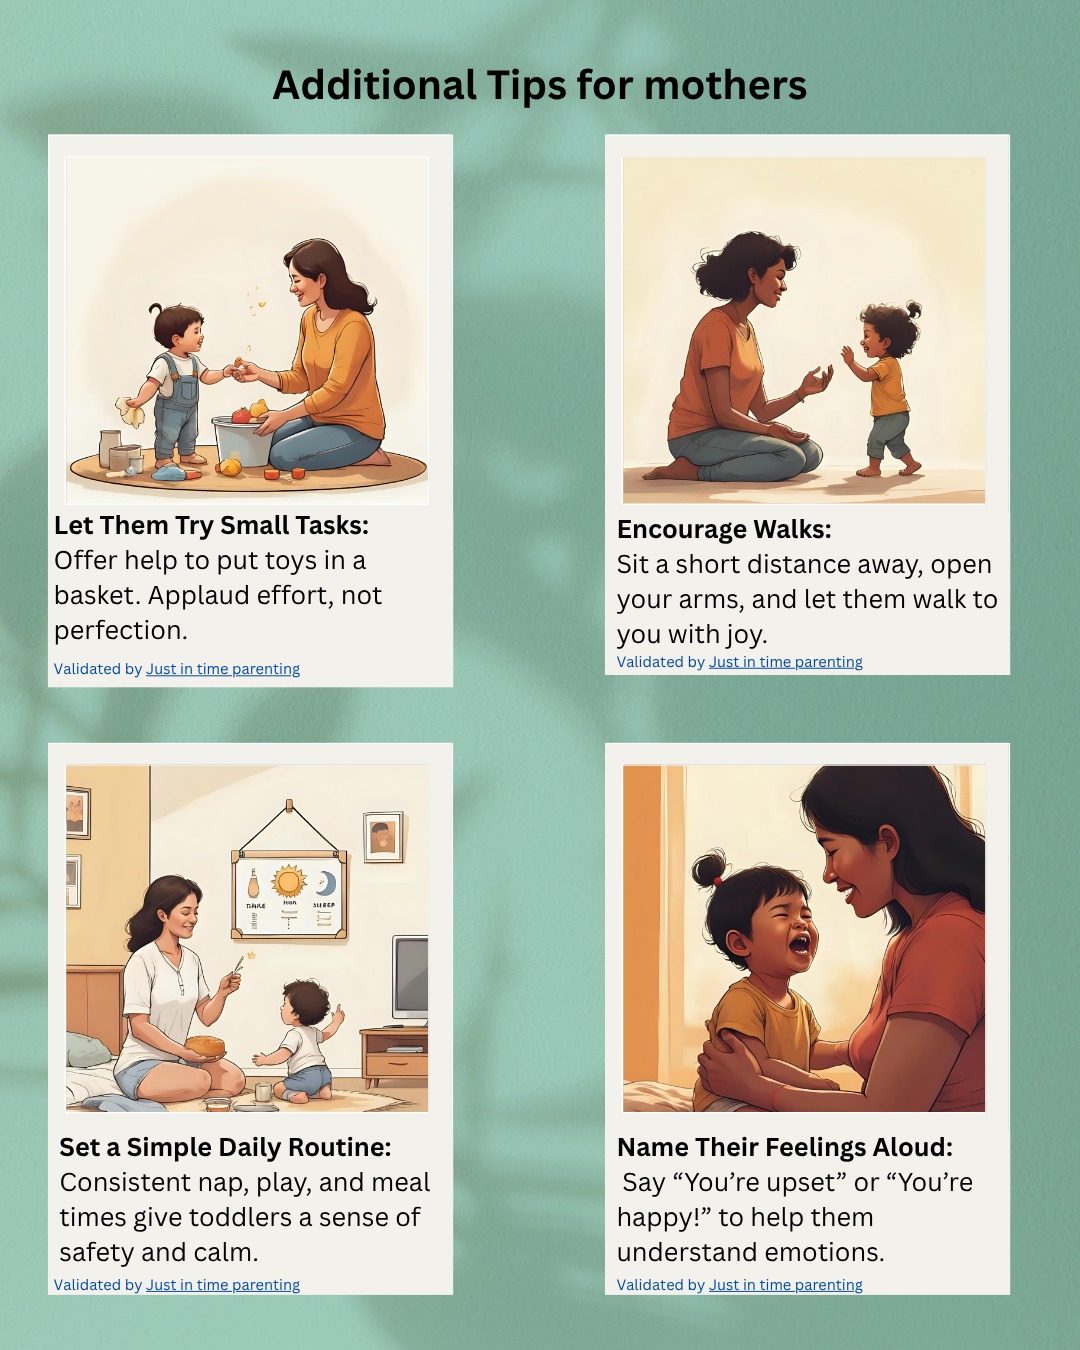 Additional Tips for mothers
Let Them Try Small Tasks:
Offer help to put toys in a
basket. Applaud effort, not
perfection.
Validated by Just in time parenting
Encourage Walks:
Sit a short distance away, open
your arms, and let them walk to
you with joy.
Validated by Just in time parenting
SLEEP
Set a Simple Daily Routine:
Consistent nap, play, and meal
times give toddlers a sense of
safety and calm.
Validated by Just in time parenting
Name Their Feelings Aloud:
Say “You’re upset” or “You’re
happy!” to help them
understand emotions.
Validated by Just in time parenting